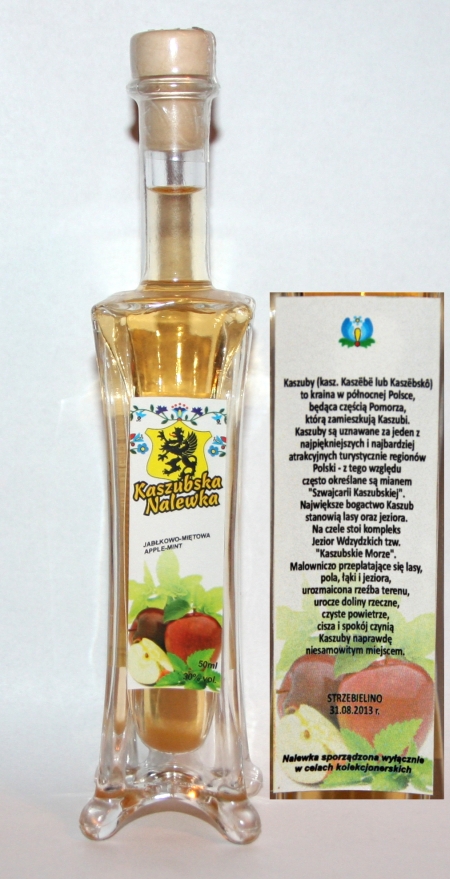 Kaszubska
Nalewka
JABŁKOWO-MIĘTOWA
APPLE-MINT
50ml
30% vol
Kaszuby (kasz. Kaszëbë lub Kaszëbskô)
to kraina w północnej Polsce,
będąca częścią Pomorza,
którą zamieszkują Kaszubi.
Kaszuby są uznawane za jeden z
najpiękniejszych i najbardziej
atrakcyjnych turystycznie regionów
Polski - z tego względu
często określane są mianem
"Szwajcarii Kaszubskiej".
Największe bogactwo Kaszub
stanowią lasy oraz jeziora.
Na czele stoi kompleks
Jezior Wdzydzkich tzw.
"Kaszubskie Morze".
Malowniczo przeplatające się lasy,
pola, łąki i jeziora,
urozmaicona rzeźba terenu,
urocze doliny rzeczne,
czyste powietrze,
cisza i spokój czynią
Kaszuby naprawdę
niesamowitym miejscem.
STRZEBIELINO
31.08.2013 r.
Nalewka sporządzona wyłącznie
w celach kolekcjonerskich